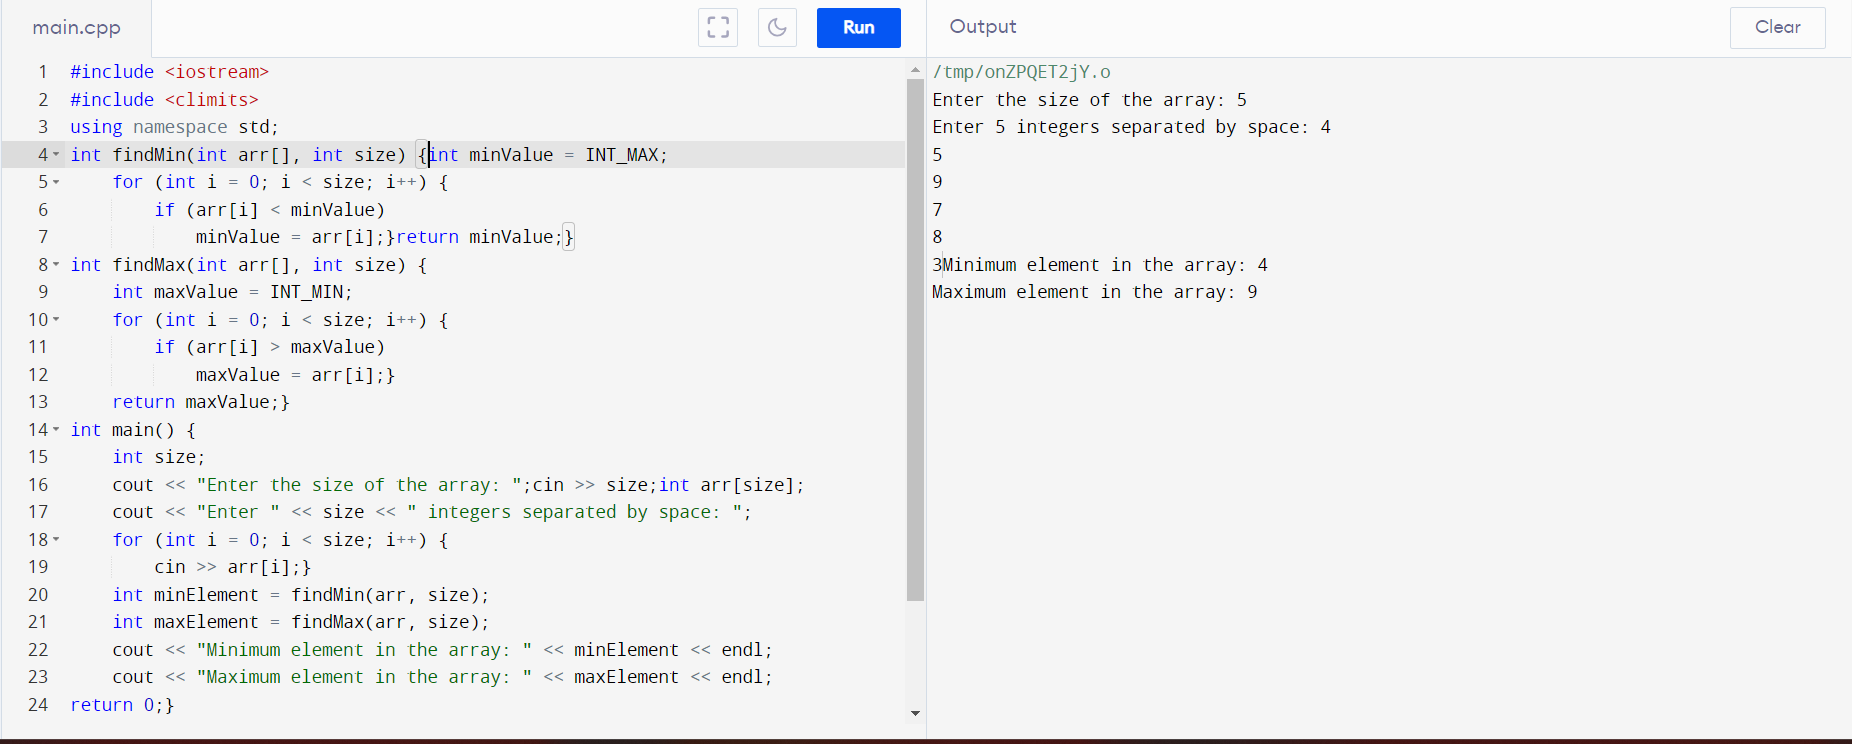 main.cpp
Run
Output
Clear
1 #include <iostream>
2 #include <climits>
3 using namespace std;
4 int findMin(int arr[], int size) {int minValue = INT_MAX;
5     for (int i = 0; i < size; i++) {
6         if (arr[i] < minValue)
7             minValue = arr[i];}return minValue;}
8 int findMax(int arr[], int size) {
9     int maxValue = INT_MIN;
10     for (int i = 0; i < size; i++) {
11         if (arr[i] > maxValue)
12             maxValue = arr[i];}
13     return maxValue;}
14 int main() {
15     int size;
16     cout << "Enter the size of the array: ";cin >> size;int arr[size];
17     cout << "Enter " << size << " integers separated by space: ";
18     for (int i = 0; i < size; i++) {
19         cin >> arr[i];}
20     int minElement = findMin(arr, size);
21     int maxElement = findMax(arr, size);
22     cout << "Minimum element in the array: " << minElement << endl;
23     cout << "Maximum element in the array: " << maxElement << endl;
24 return 0;}
/tmp/onZPQET2jY.o
Enter the size of the array: 5
Enter 5 integers separated by space: 4
5
9
7
8
3Minimum element in the array: 4
Maximum element in the array: 9